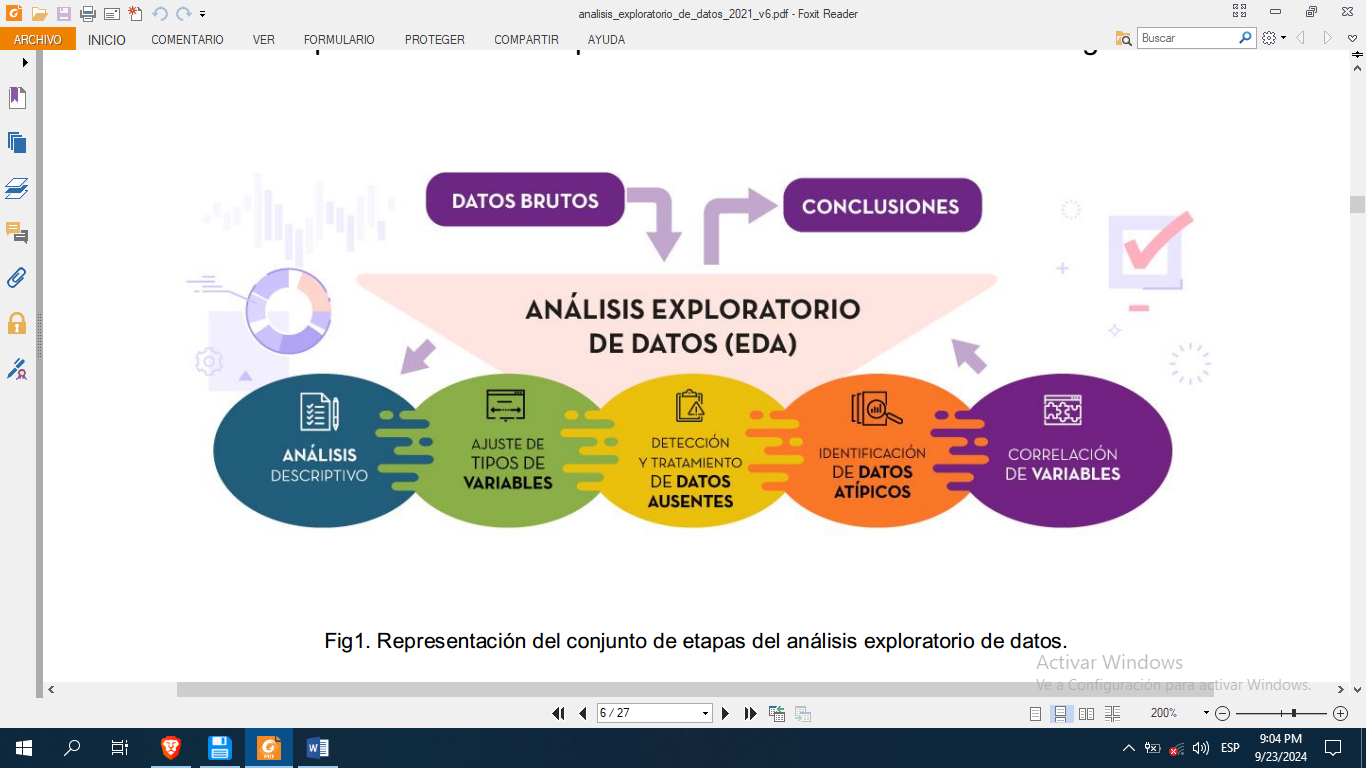 analisis_exploratorio_de_datos_2021_v6.pdf - Foxit Reader
ARCHIVO INICIO COMENTARIO VER FORMULARIO PROTEGER COMPARTIR AYUDA
Buscar
DATOS BRUTOS
CONCLUSIONES
ANÁLISIS EXPLORATORIO
DE DATOS (EDA)
ANÁLISIS
DESCRIPTIVO
AJUSTE DE
TIPOS DE
VARIABLES
DETECCIÓN
Y TRATAMIENTO
DE DATOS
AUSENTES
IDENTIFICACIÓN
DE DATOS
ATÍPICOS
CORRELACIÓN
DE VARIABLES
Fig1. Representación del conjunto de etapas del análisis exploratorio de datos.
Activar Windows
Ve a Configuración para activar Windows.
6 / 27
200%
PDF
ESP
9:04 PM
9/23/2024